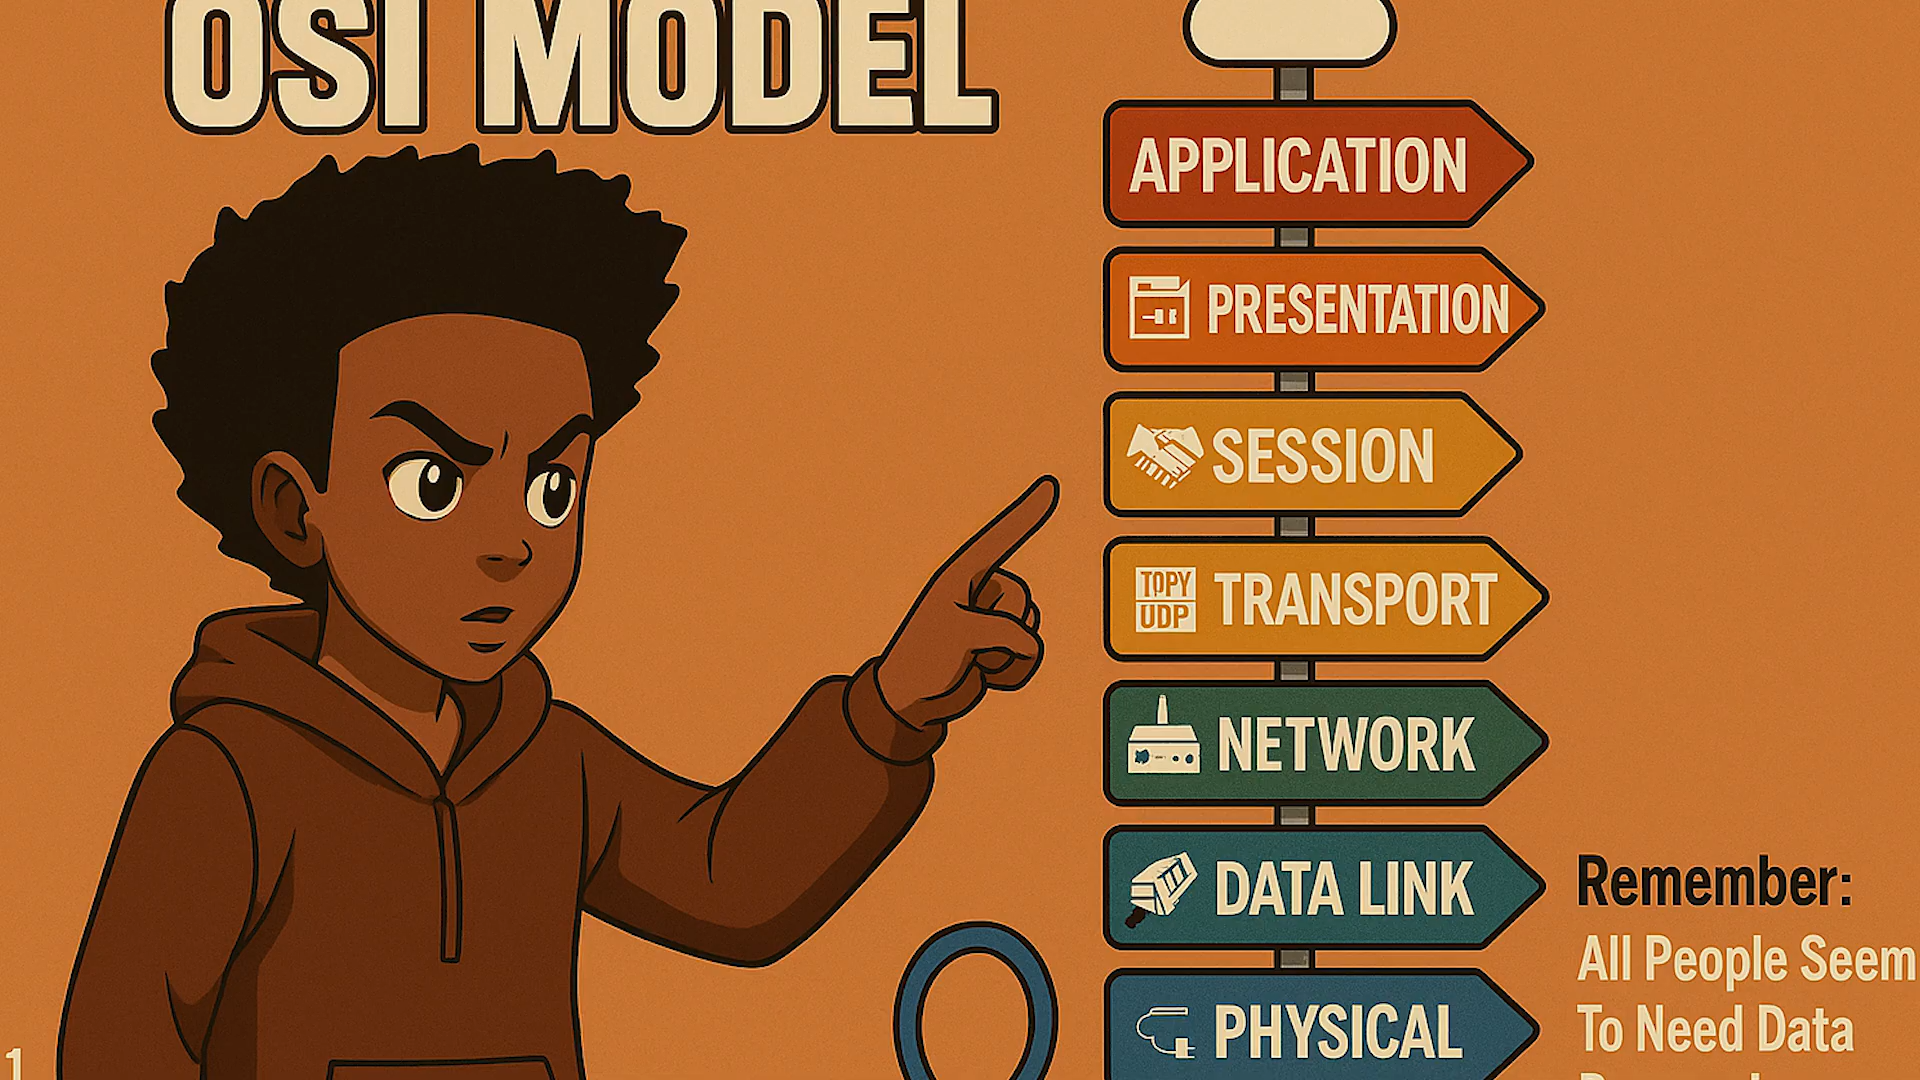 OSI MODEL
APPLICATION
PRESENTATION
SESSION
TOPY
UDP
TRANSPORT
NETWORK
DATA LINK
PHYSICAL
Remember:
All People Seem
To Need Data
1